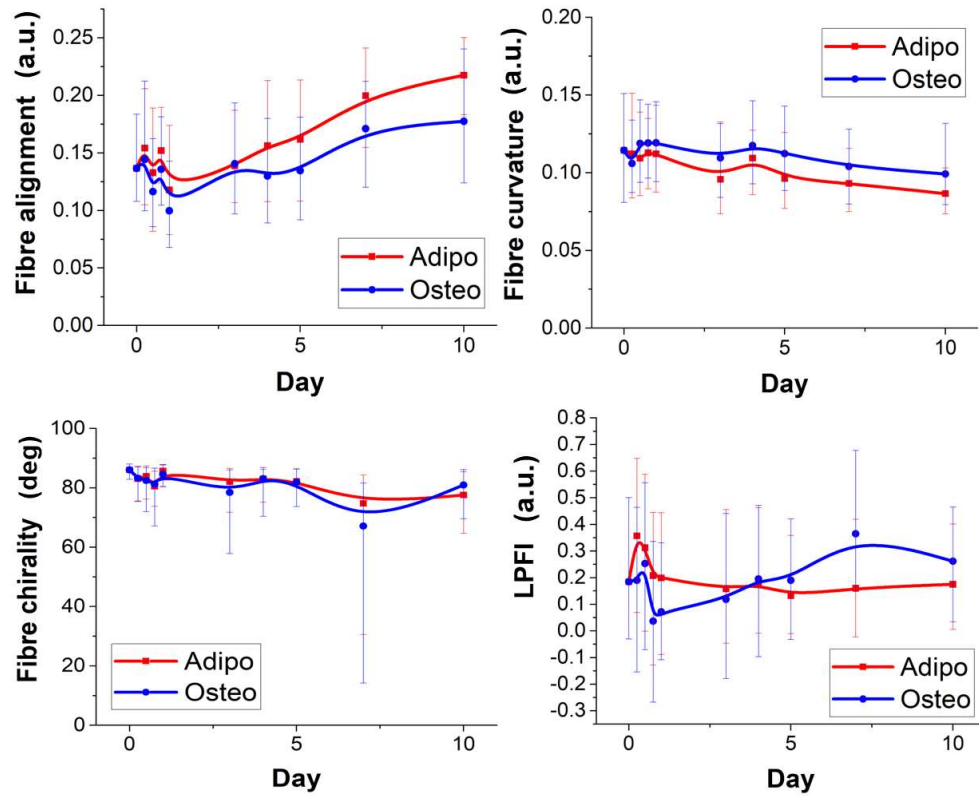 Fibre alignment (a.u.)
0.25
0.20
0.15
0.10
0.05
0.00
Adipo
Osteo
0
5
10
Day
Fibre curvature (a.u.)
0.20
0.15
0.10
0.05
0.00
Adipo
Osteo
0
5
10
Day
Fibre chirality (deg)
100
80
60
40
20
0
Adipo
Osteo
0
5
10
Day
LPFI (a.u.)
0.8
0.7
0.6
0.5
0.4
0.3
0.2
0.1
0.0
-0.1
-0.2
-0.3
Adipo
Osteo
0
5
10
Day